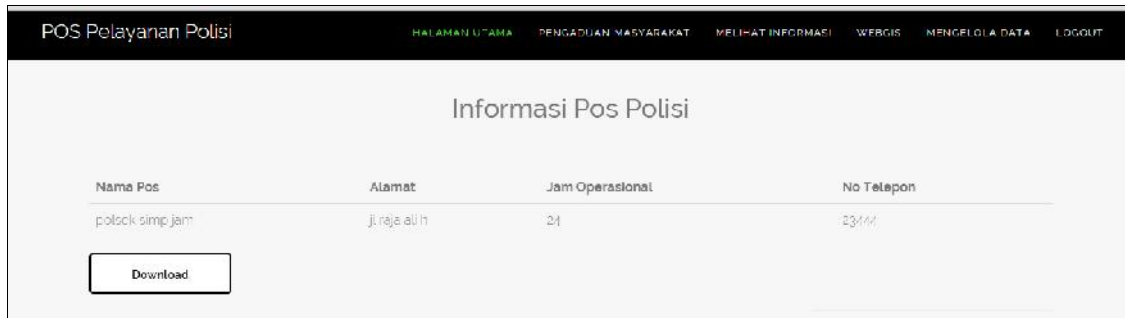 POS Pelayanan Polisi HALAMAN UTAMA PENGADUAN MASYARAKAT MELIHAT INFORMASI WEBGIS MENGELOLA DATA LOGOUT
Informasi Pos Polisi
Nama Pos Alamat Jam Operasional No Telepon
polsek simp jam jl raja ali h 24 23444
Download